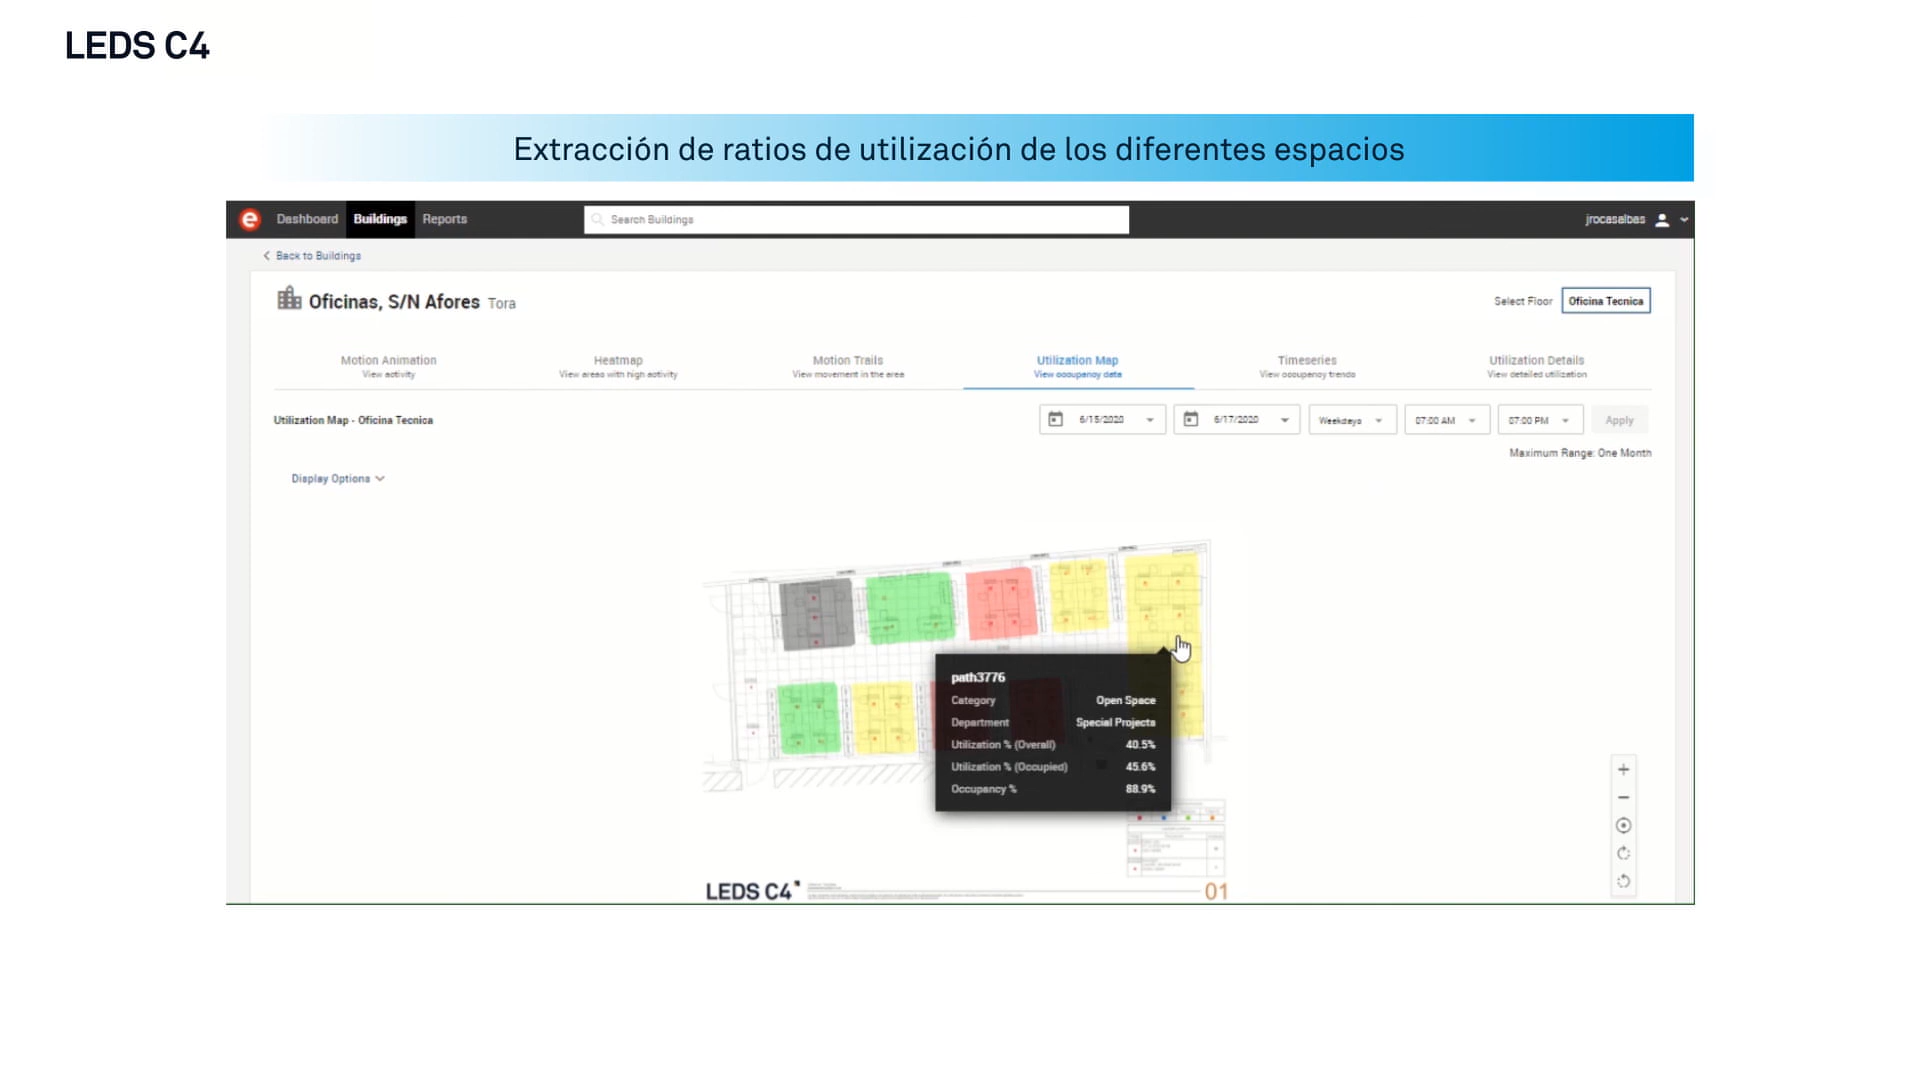 LEDS C4
Extracción de ratios de utilización de los diferentes espacios
e Dashboard Buildings Reports Search Buildings jrocasalbas
Back to Buildings
Oficinas, S/N Afores Tora
Select Floor Oficina Tecnica
Motion Animation Heatmap Motion Trails Utilization Map Timeseries Utilization Details
View activity View areas with high activity View movement in the area View occupancy data View occupancy trends View detailed utilization
Utilization Map - Oficina Tecnica 6/15/2020 6/17/2020 Weekdays 07:00 AM 07:00 PM Apply
Maximum Range: One Month
Display Options
path3776
Category Open Space
Department Special Projects
Utilization % (Overall) 40.5%
Utilization % (Occupied) 45.6%
Occupancy % 88.9%
LEDS C4 01